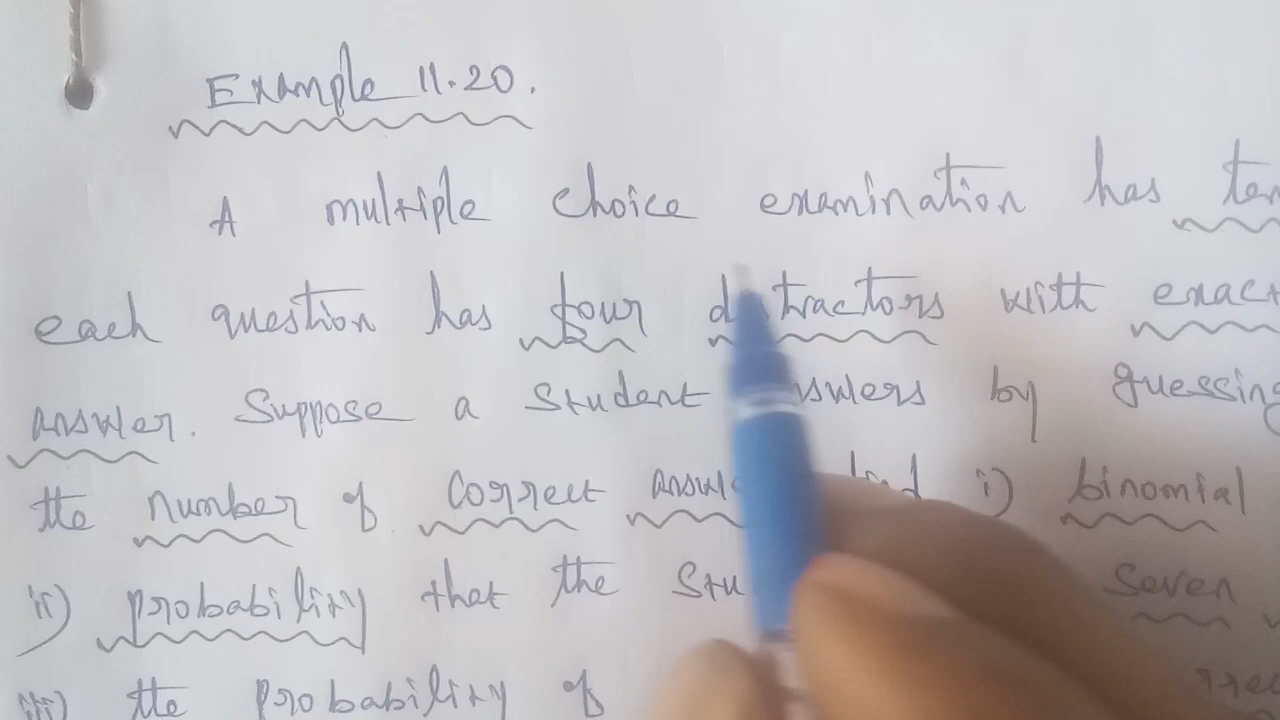 Example 11.20.
A multiple choice examination has
each question has four distractors with
answer. Suppose a student by guessing
the number of correct i) binomial
ii) probability that the seven
iii) the probability of